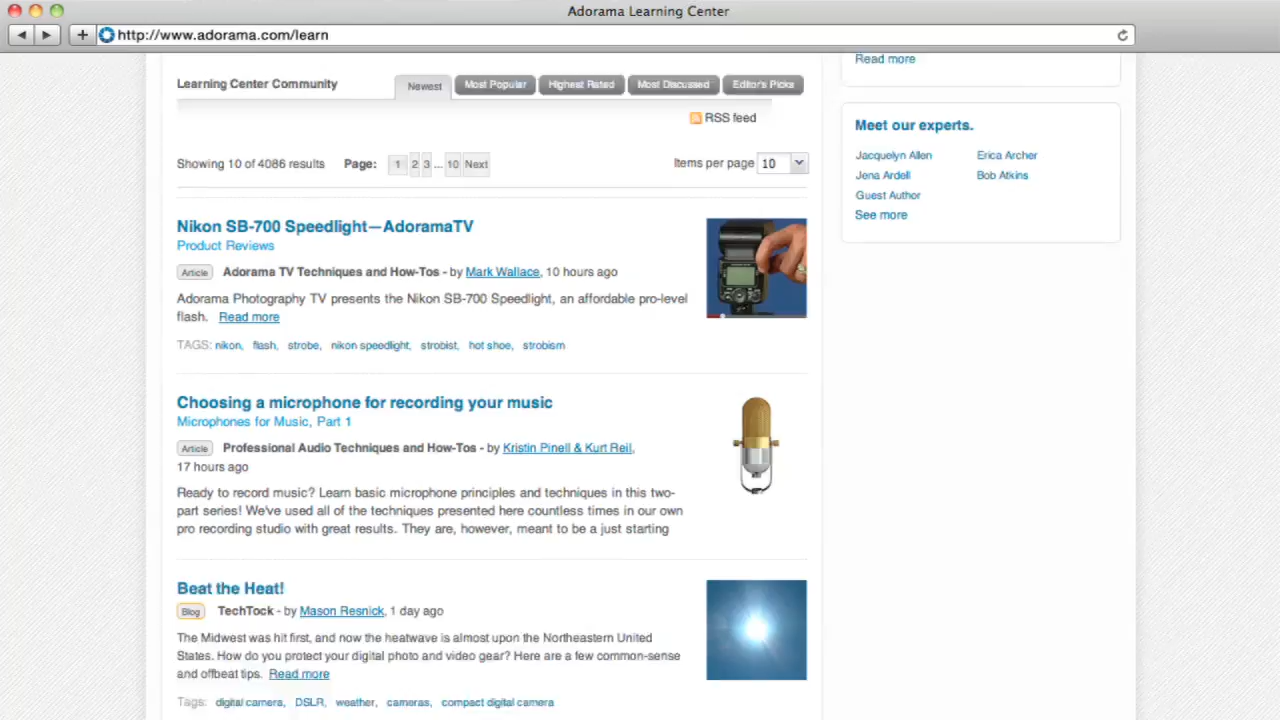 Adorama Learning Center
http://www.adorama.com/learn
Read more
Learning Center Community
Newest
Most Popular
Highest Rated
Most Discussed
Editor's Picks
RSS feed
Meet our experts.
Jacquelyn Allen
Erica Archer
Jena Ardell
Bob Atkins
Guest Author
See more
Showing 10 of 4086 results
Page: 1 2 3 ... 10 Next
Items per page 10
Nikon SB-700 Speedlight—AdoramaTV
Product Reviews
Article Adorama TV Techniques and How-Tos - by Mark Wallace, 10 hours ago
Adorama Photography TV presents the Nikon SB-700 Speedlight, an affordable pro-level
flash. Read more
TAGS: nikon, flash, strobe, nikon speedlight, strobist, hot shoe, strobism
Choosing a microphone for recording your music
Microphones for Music, Part 1
Article Professional Audio Techniques and How-Tos - by Kristin Pinell & Kurt Reil,
17 hours ago
Ready to record music? Learn basic microphone principles and techniques in this two-
part series! We've used all of the techniques presented here countless times in our own
pro recording studio with great results. They are, however, meant to be a just starting
Beat the Heat!
Blog TechTock - by Mason Resnick, 1 day ago
The Midwest was hit first, and now the heatwave is almost upon the Northeastern United
States. How do you protect your digital photo and video gear? Here are a few common-sense
and offbeat tips. Read more
Tags: digital camera, DSLR, weather, cameras, compact digital camera